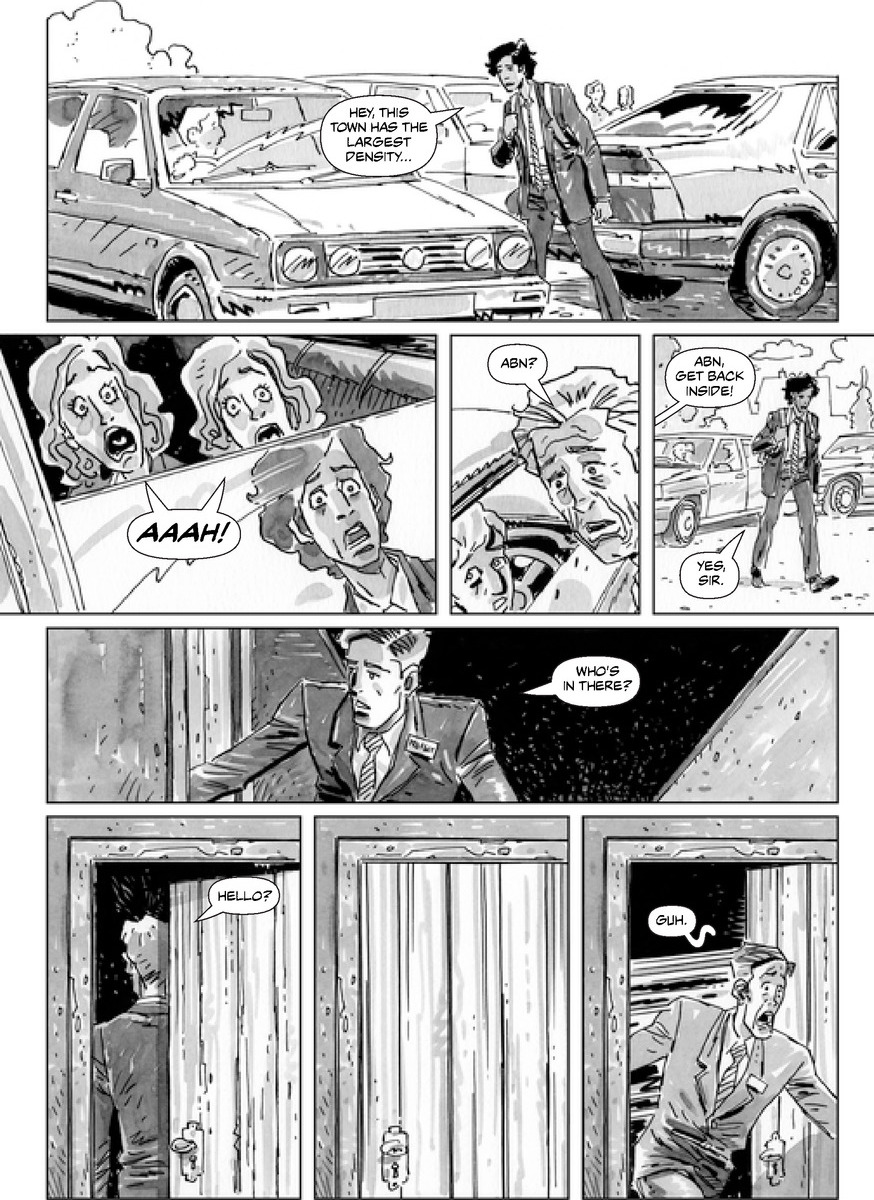 HEY, THIS
TOWN HAS THE
LARGEST
DENSITY...
AAAH!
ABN?
ABN,
GET BACK
INSIDE!
YES,
SIR.
WHO'S
IN THERE?
HELLO?
GUH.